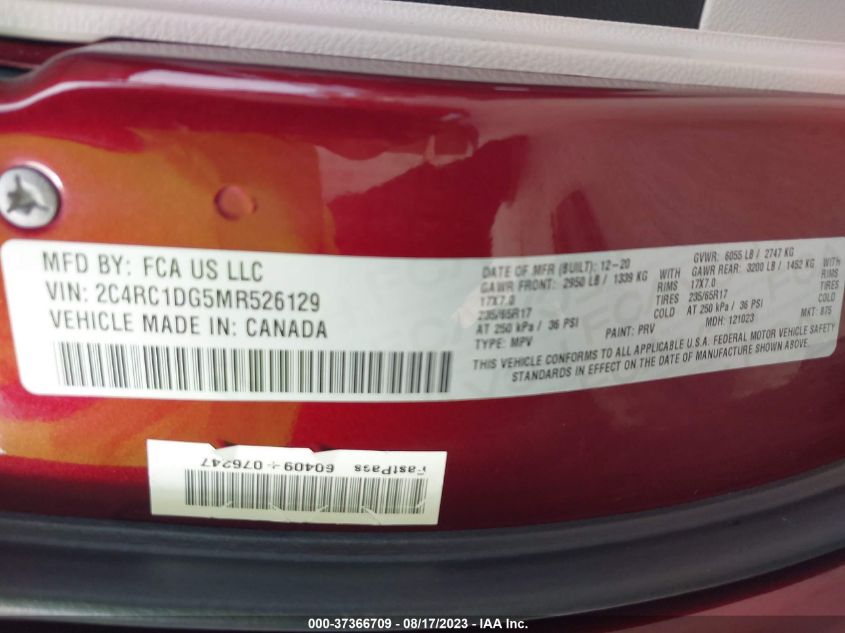 MFD BY: FCA US LLC
VIN: 2C4RC1DG5MR526129
VEHICLE MADE IN: CANADA
DATE OF MFR (BUILT): 12-20 GVWR: 6055 LB / 2747 KG
GAWR FRONT: 2950 LB / 1339 KG WITH GAWR REAR: 3200 LB / 1452 KG WITH
17X7.0 RIMS 17X7.0 RIMS
235/65R17 TIRES 235/65R17 TIRES
AT 250 kPa / 36 PSI COLD AT 250 kPa / 36 PSI COLD
TYPE: MPV PAINT: PRV MDH: 121023 MKT: 875
THIS VEHICLE CONFORMS TO ALL APPLICABLE U.S.A. FEDERAL MOTOR VEHICLE SAFETY
STANDARDS IN EFFECT ON THE DATE OF MANUFACTURE SHOWN ABOVE.
FastPass 60409 + 076247
000-37366709 - 08/17/2023 - IAA Inc.